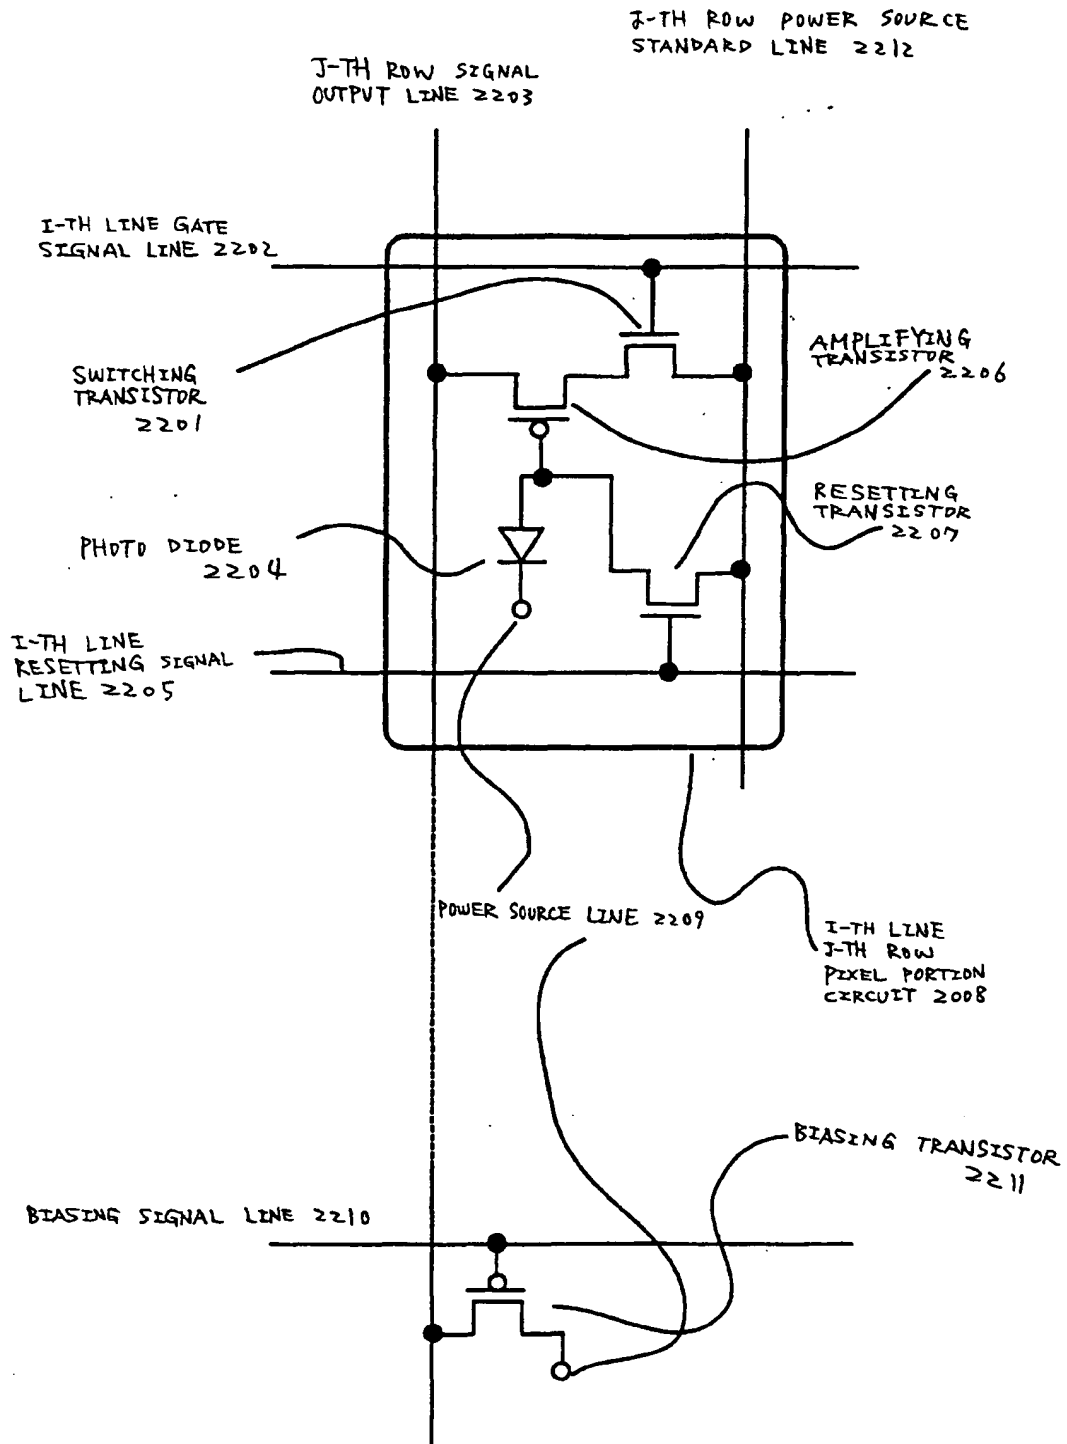 J-TH ROW POWER SOURCE
STANDARD LINE 2212
J-TH ROW SIGNAL
OUTPUT LINE 2203
I-TH LINE GATE
SIGNAL LINE 2202
AMPLIFYING
TRANSISTOR
2206
SWITCHING
TRANSISTOR
2201
RESETTING
TRANSISTOR
2207
PHOTO DIODE
2204
I-TH LINE
RESETTING SIGNAL
LINE 2205
POWER SOURCE LINE 2209
I-TH LINE
J-TH ROW
PIXEL PORTION
CIRCUIT 2008
BIASING TRANSISTOR
2211
BIASING SIGNAL LINE 2210